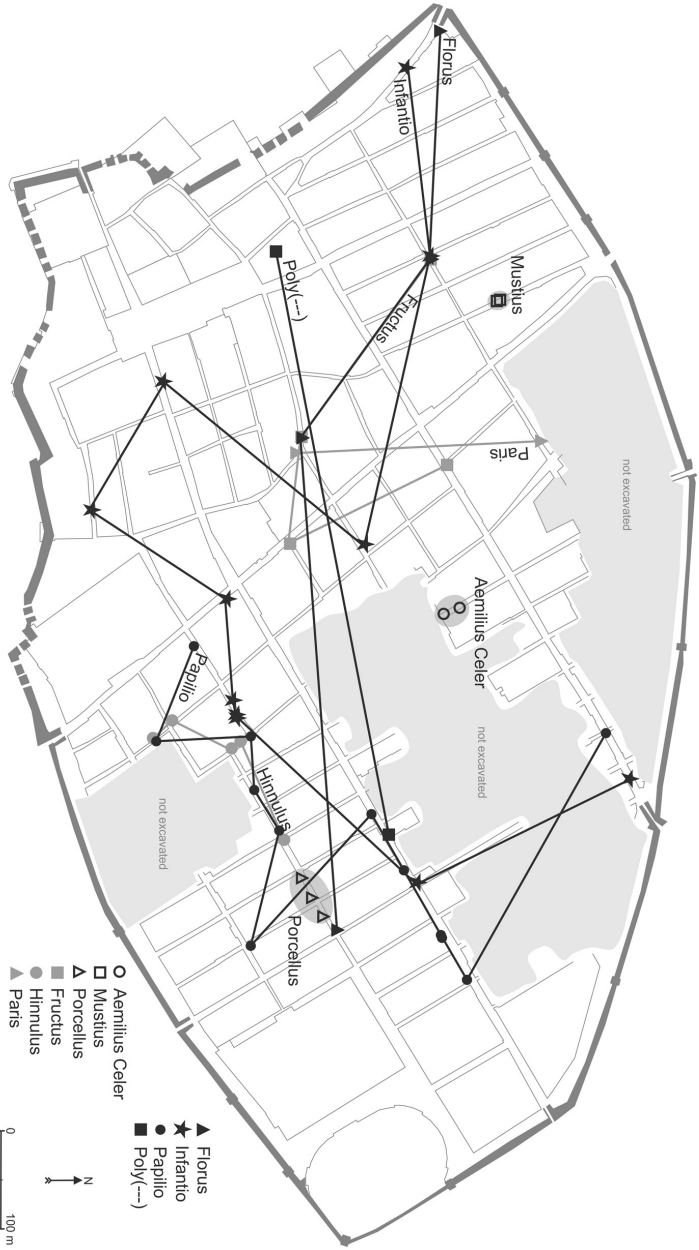 Florus
Infantio
Mustius
Poly(---)
Fructus
Paris
not excavated
Aemilius Celer
Papilio
not excavated
Hinnulus
not excavated
Porcellus
Aemilius Celer
Mustius
Porcellus
Fructus
Hinnulus
Paris
Florus
Infantio
Papilio
Poly(---)
N
0
100 m